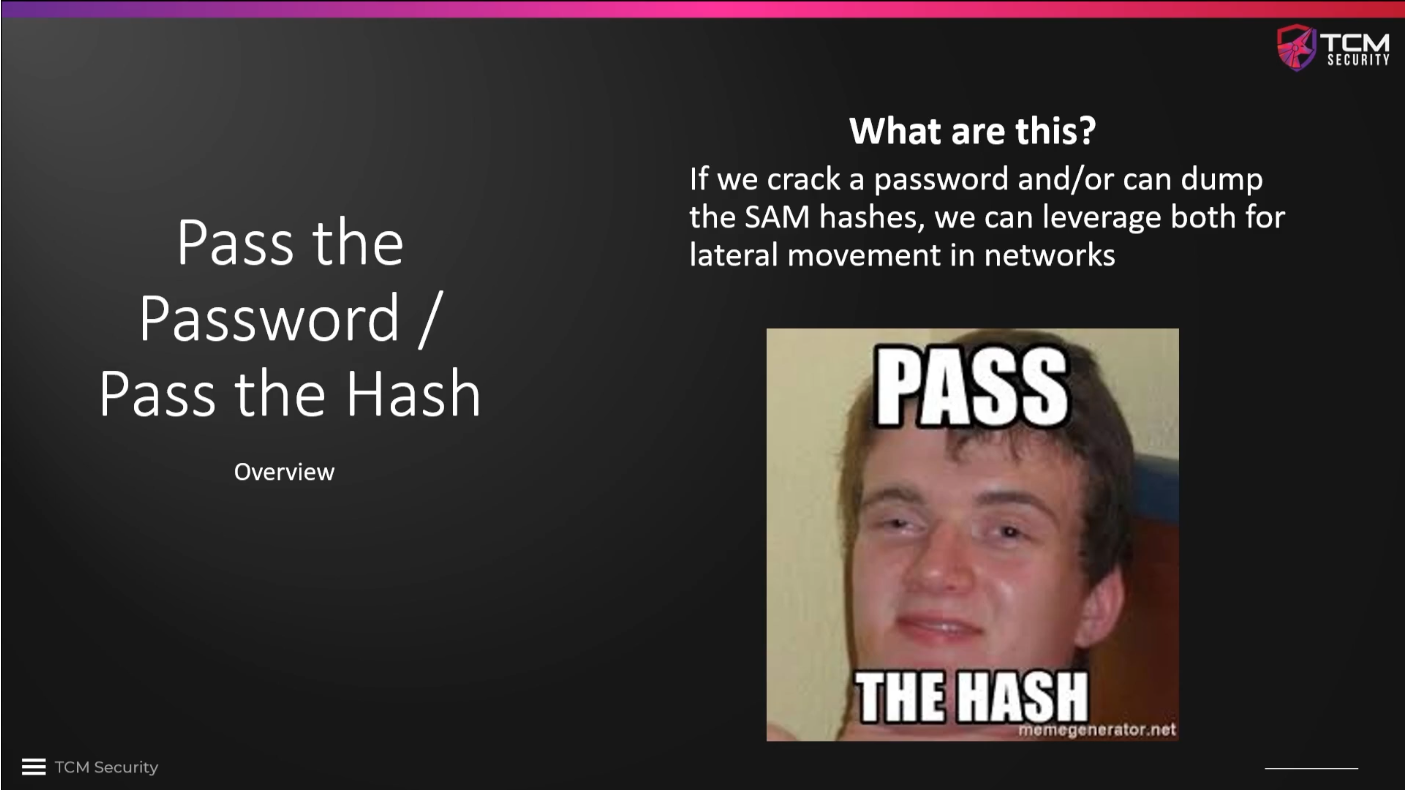 TCM
SECURITY
Pass the
Password /
Pass the Hash
Overview
What are this?
If we crack a password and/or can dump
the SAM hashes, we can leverage both for
lateral movement in networks
PASS
THE HASH
memegenerator.net
TCM Security